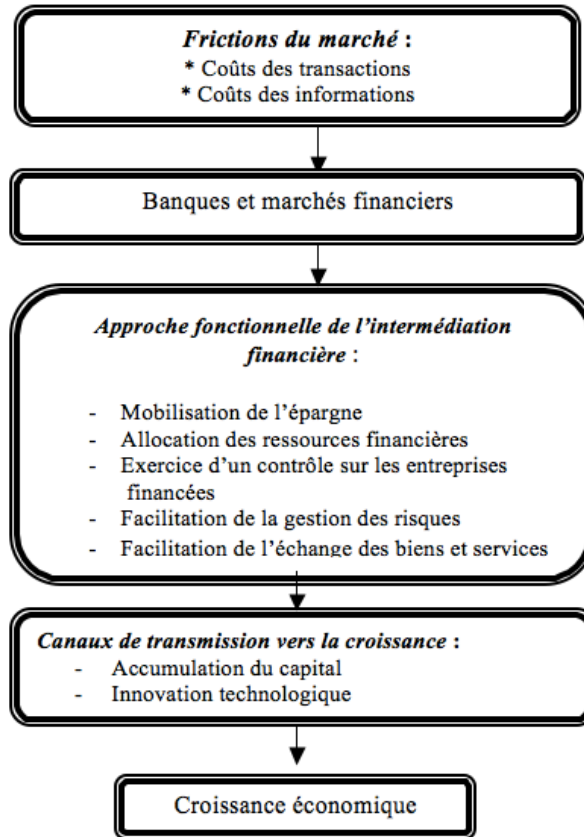 Frictions du marché :
* Coûts des transactions
* Coûts des informations
Banques et marchés financiers
Approche fonctionnelle de l'intermédiation
financière :
- Mobilisation de l'épargne
- Allocation des ressources financières
- Exercice d'un contrôle sur les entreprises
financées
- Facilitation de la gestion des risques
- Facilitation de l'échange des biens et services
Canaux de transmission vers la croissance :
- Accumulation du capital
- Innovation technologique
Croissance économique